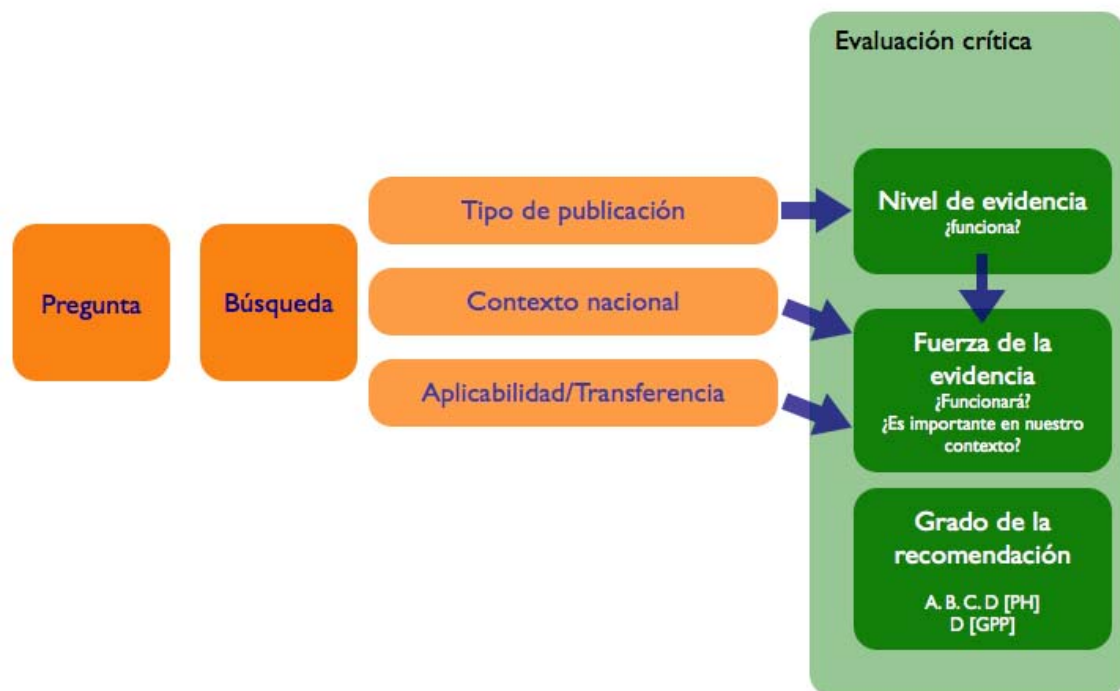 Evaluación crítica
Pregunta
Búsqueda
Tipo de publicación
Contexto nacional
Aplicabilidad/Transferencia
Nivel de evidencia
¿funciona?
Fuerza de la
evidencia
¿Funcionará?
¿Es importante en nuestro
contexto?
Grado de la
recomendación
A. B. C. D [PH]
D [GPP]